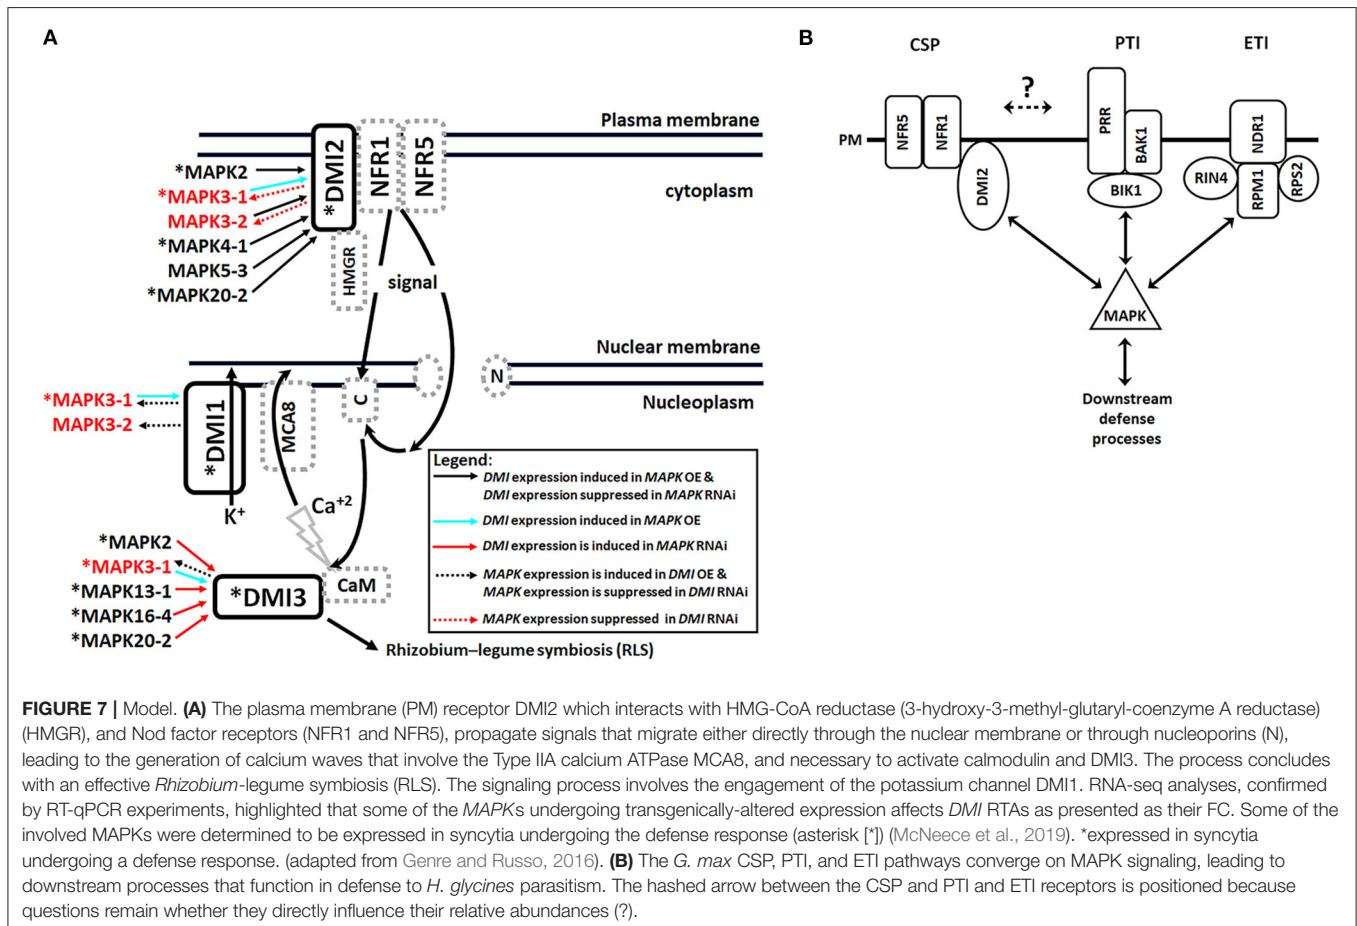 A
Plasma membrane
cytoplasm
*MAPK2
*MAPK3-1
MAPK3-2
*MAPK4-1
MAPK5-3
*MAPK20-2
*DMI2
NFR1
NFR5
HMGR
signal
Nuclear membrane
Nucleoplasm
N
C
*MAPK3-1
MAPK3-2
*DMI1
MCA8
K+
Ca+2
*MAPK2
*MAPK3-1
*MAPK13-1
*MAPK16-4
*MAPK20-2
*DMI3
CaM
Rhizobium–legume symbiosis (RLS)
Legend:
DMI expression induced in MAPK OE &
DMI expression suppressed in MAPK RNAi
DMI expression induced in MAPK OE
DMI expression is induced in MAPK RNAi
MAPK expression is induced in DMI OE &
MAPK expression is suppressed in DMI RNAi
MAPK expression suppressed in DMI RNAi
B
CSP
PTI
ETI
?
PM
NFR5
NFR1
DMI2
PRR
BAK1
BIK1
NDR1
RIN4
RPM1
RPS2
MAPK
Downstream
defense
processes
FIGURE 7 | Model. (A) The plasma membrane (PM) receptor DMI2 which interacts with HMG-CoA reductase (3-hydroxy-3-methyl-glutaryl-coenzyme A reductase)
(HMGR), and Nod factor receptors (NFR1 and NFR5), propagate signals that migrate either directly through the nuclear membrane or through nucleoporins (N),
leading to the generation of calcium waves that involve the Type IIA calcium ATPase MCA8, and necessary to activate calmodulin and DMI3. The process concludes
with an effective Rhizobium-legume symbiosis (RLS). The signaling process involves the engagement of the potassium channel DMI1. RNA-seq analyses, confirmed
by RT-qPCR experiments, highlighted that some of the MAPKs undergoing transgenically-altered expression affects DMI RTAs as presented as their FC. Some of the
involved MAPKs were determined to be expressed in syncytia undergoing the defense response (asterisk [*]) (McNeece et al., 2019). *expressed in syncytia
undergoing a defense response. (adapted from Genre and Russo, 2016). (B) The G. max CSP, PTI, and ETI pathways converge on MAPK signaling, leading to
downstream processes that function in defense to H. glycines parasitism. The hashed arrow between the CSP and PTI and ETI receptors is positioned because
questions remain whether they directly influence their relative abundances (?).